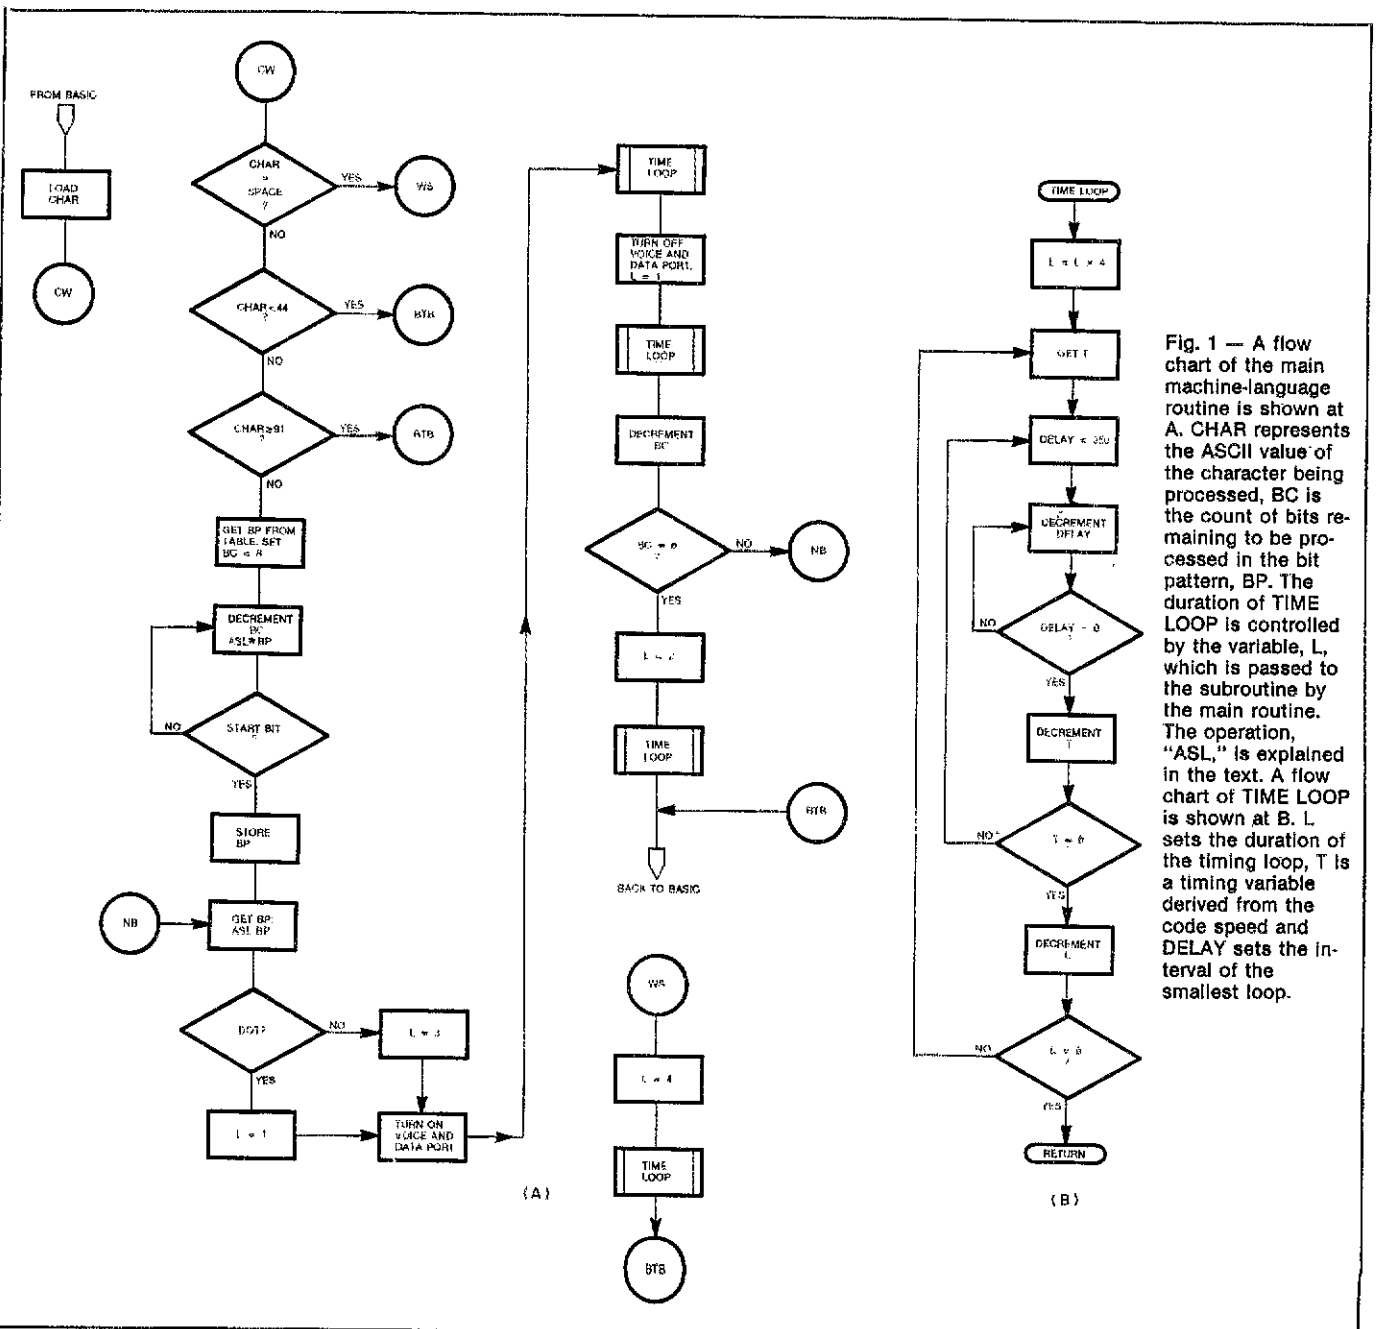 FROM BASIC
LOAD
CHAR
CW
CW
CHAR
=
SPACE
?
YES
WS
NO
CHAR<44
?
YES
BTB
NO
CHAR≥91
?
YES
BTB
NO
GET BP FROM
TABLE. SET
BC = 8
DECREMENT
BC
ASL BP
START BIT
?
NO
YES
STORE
BP
NB
GET BP.
ASL BP
DOT?
NO
L = 3
YES
L = 1
TURN ON
VOICE AND
DATA PORT
(A)
TIME
LOOP
TURN OFF
VOICE AND
DATA PORT.
L = 1
TIME
LOOP
DECREMENT
BC
BC = 0
?
NO
NB
YES
L = 2
TIME
LOOP
BTB
BACK TO BASIC
WS
L = 4
TIME
LOOP
BTB
TIME LOOP
L = L × 4
GET T
DELAY = 250
DECREMENT
DELAY
DELAY = 0
?
NO
YES
DECREMENT
T
T = 0
?
NO
YES
DECREMENT
L
L = 0
?
NO
YES
RETURN
(B)
Fig. 1 — A flow
chart of the main
machine-language
routine is shown at
A. CHAR represents
the ASCII value of
the character being
processed, BC is
the count of bits re-
maining to be pro-
cessed in the bit
pattern, BP. The
duration of TIME
LOOP is controlled
by the variable, L,
which is passed to
the subroutine by
the main routine.
The operation,
"ASL," is explained
in the text. A flow
chart of TIME LOOP
is shown at B. L
sets the duration of
the timing loop, T is
a timing variable
derived from the
code speed and
DELAY sets the in-
terval of the
smallest loop.